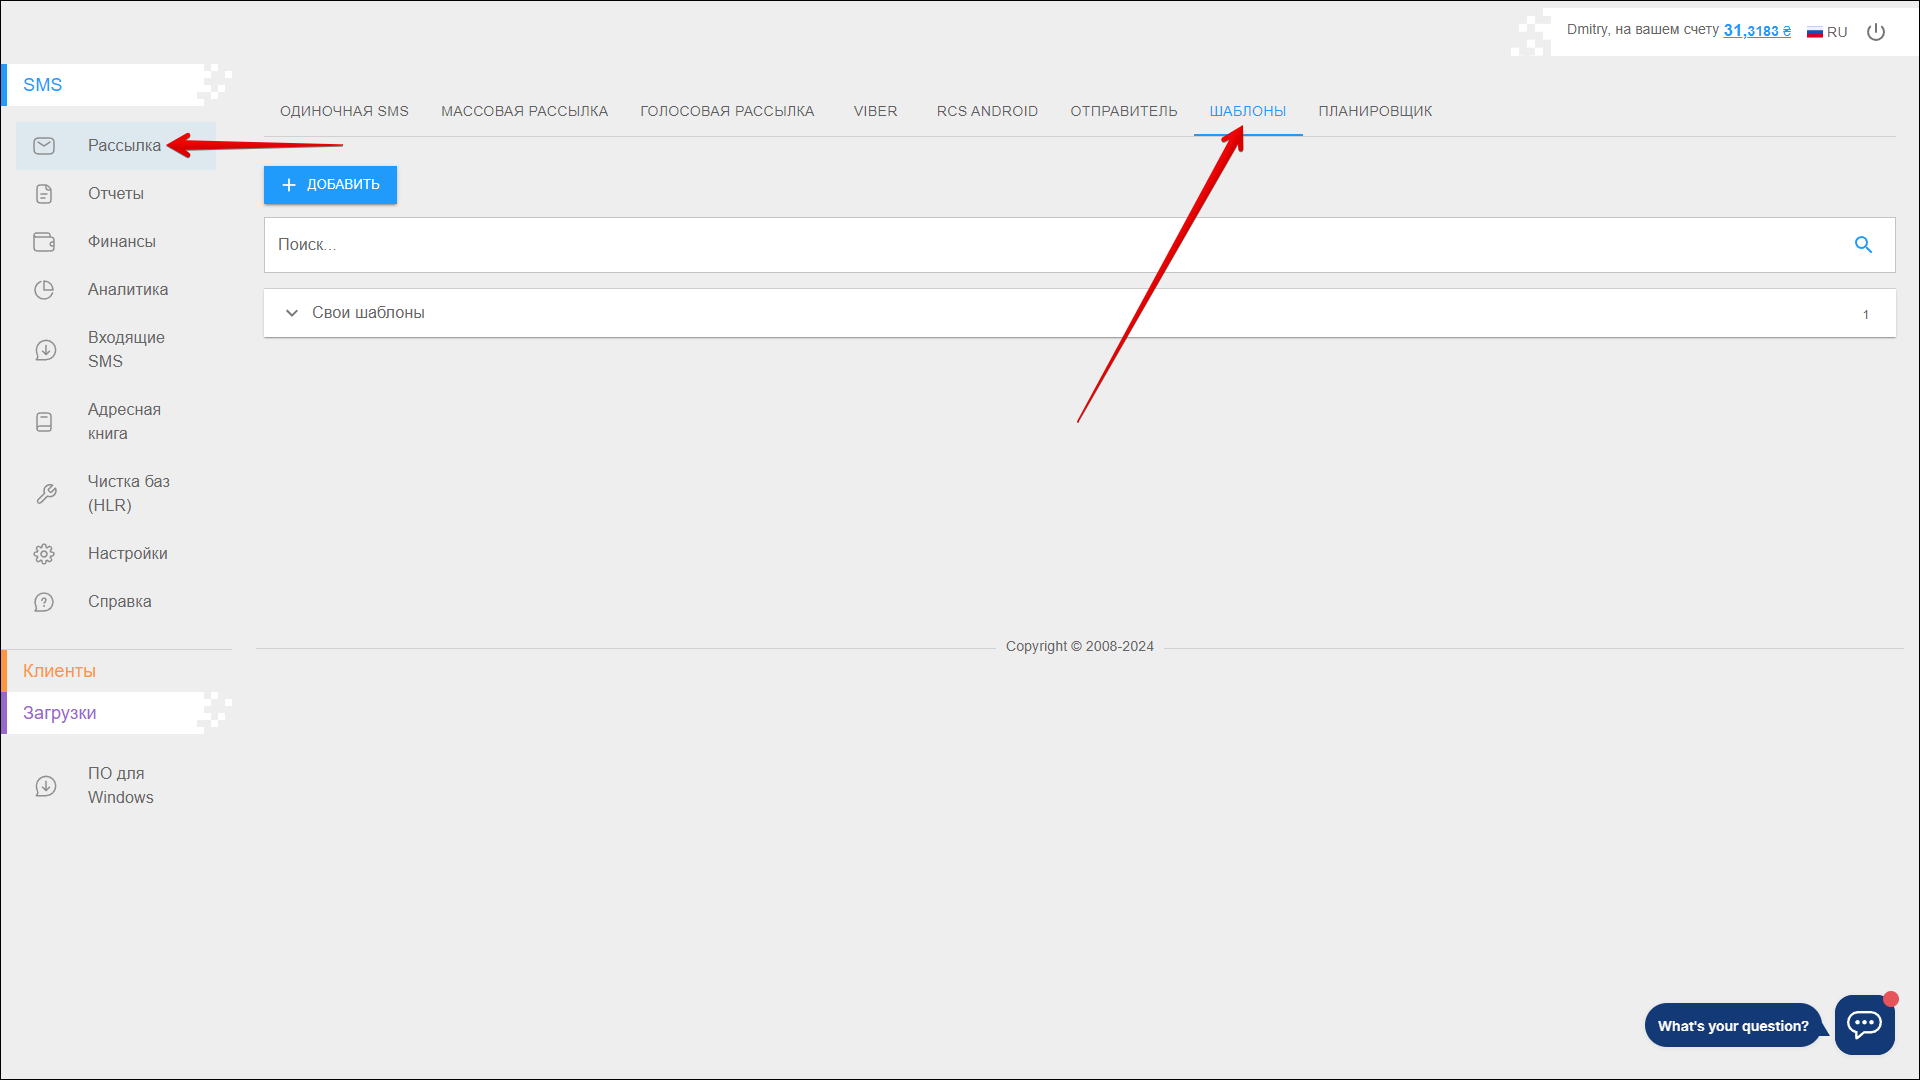 Dmitry, на вашем счету 31,3183 ₴ RU
SMS
ОДИНОЧНАЯ SMS МАССОВАЯ РАССЫЛКА ГОЛОСОВАЯ РАССЫЛКА VIBER RCS ANDROID ОТПРАВИТЕЛЬ ШАБЛОНЫ ПЛАНИРОВЩИК
Рассылка
Отчеты
Финансы
Аналитика
Входящие
SMS
Адресная
книга
Чистка баз
(HLR)
Настройки
Справка
Клиенты
Загрузки
ПО для
Windows
ДОБАВИТЬ
Поиск...
Свои шаблоны 1
Copyright © 2008-2024
What's your question?